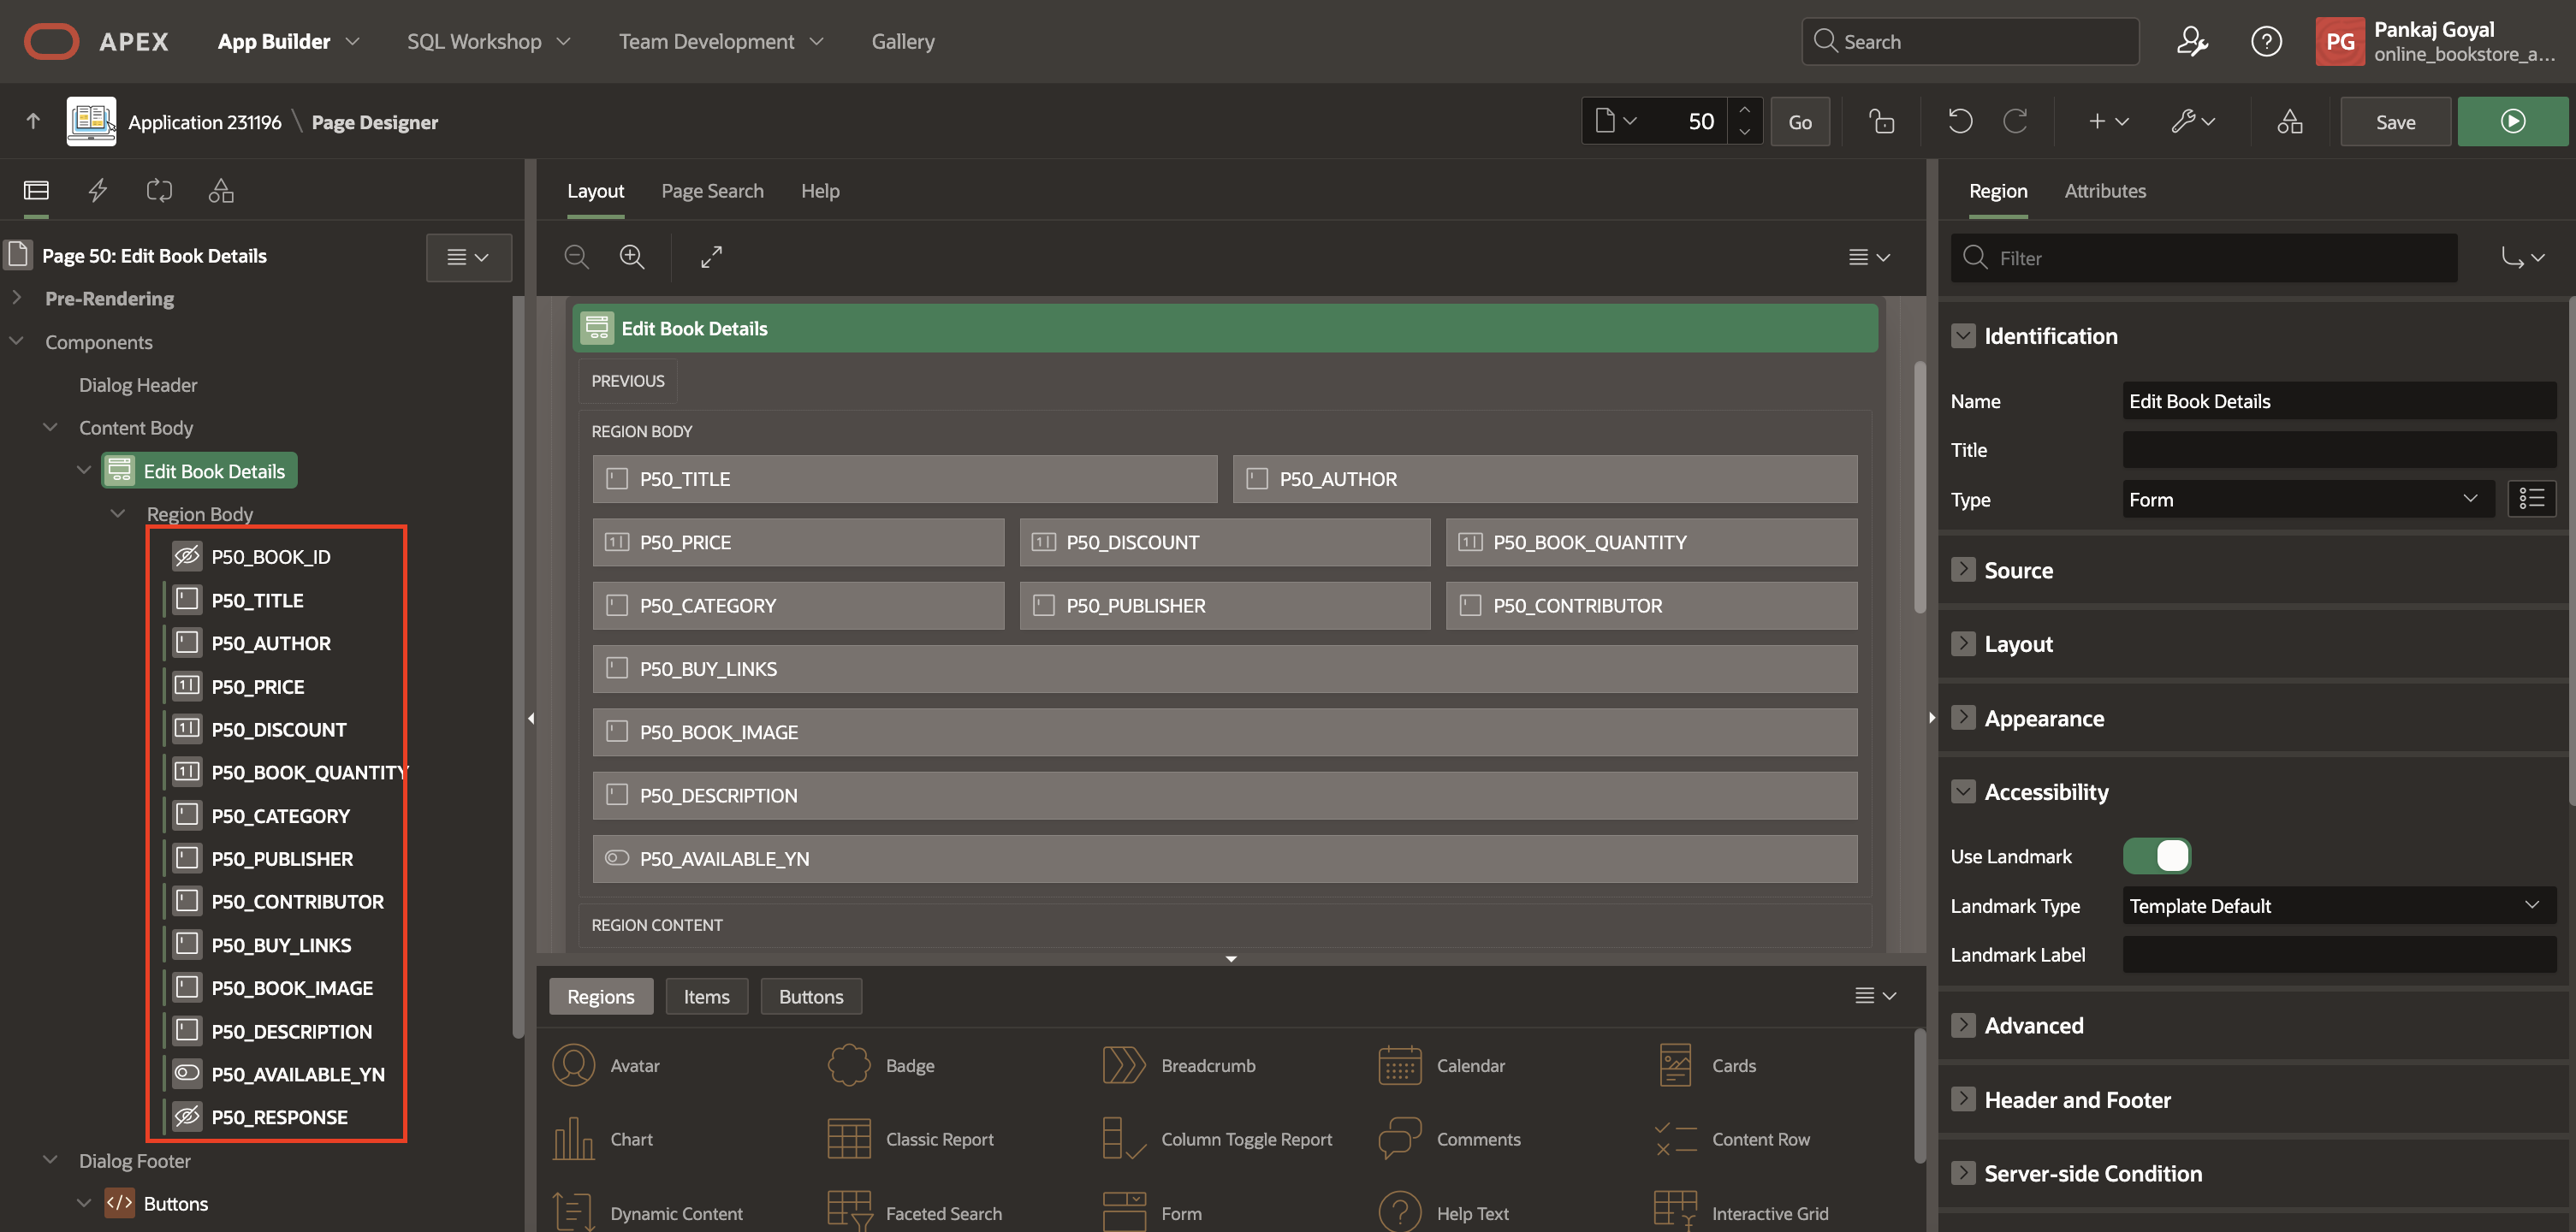 APEX App Builder SQL Workshop Team Development Gallery Search PG Pankaj Goyal
online_bookstore_a...
Application 231196 \ Page Designer 50 Go Save
Layout Page Search Help
Region Attributes
Page 50: Edit Book Details
Filter
Pre-Rendering
Components
Dialog Header
Content Body
Edit Book Details
Region Body
P50_BOOK_ID
P50_TITLE
P50_AUTHOR
P50_PRICE
P50_DISCOUNT
P50_BOOK_QUANTITY
P50_CATEGORY
P50_PUBLISHER
P50_CONTRIBUTOR
P50_BUY_LINKS
P50_BOOK_IMAGE
P50_DESCRIPTION
P50_AVAILABLE_YN
P50_RESPONSE
Dialog Footer
Buttons
Edit Book Details
PREVIOUS
REGION BODY
P50_TITLE P50_AUTHOR
P50_PRICE P50_DISCOUNT P50_BOOK_QUANTITY
P50_CATEGORY P50_PUBLISHER P50_CONTRIBUTOR
P50_BUY_LINKS
P50_BOOK_IMAGE
P50_DESCRIPTION
P50_AVAILABLE_YN
REGION CONTENT
Regions Items Buttons
Avatar Badge Breadcrumb Calendar Cards
Chart Classic Report Column Toggle Report Comments Content Row
Dynamic Content Faceted Search Form Help Text Interactive Grid
Identification
Name Edit Book Details
Title
Type Form
Source
Layout
Appearance
Accessibility
Use Landmark
Landmark Type Template Default
Landmark Label
Advanced
Header and Footer
Server-side Condition